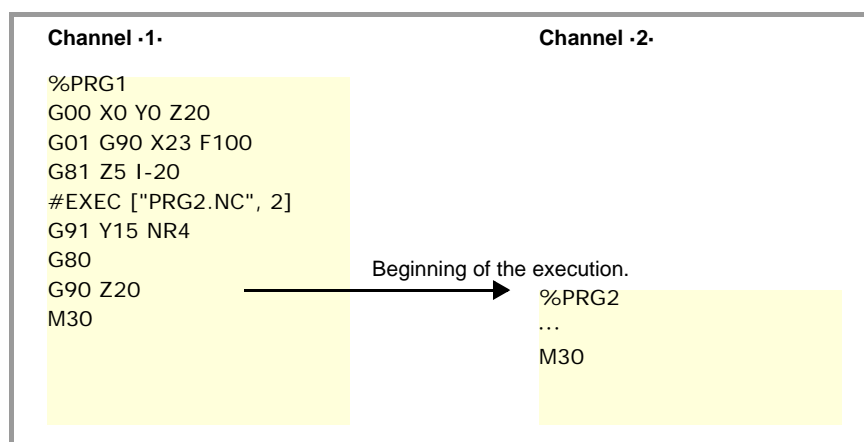 Channel ·1·
Channel ·2·
%PRG1
G00 X0 Y0 Z20
G01 G90 X23 F100
G81 Z5 I-20
#EXEC ["PRG2.NC", 2]
G91 Y15 NR4
G80
G90 Z20
M30
Beginning of the execution.
%PRG2
...
M30